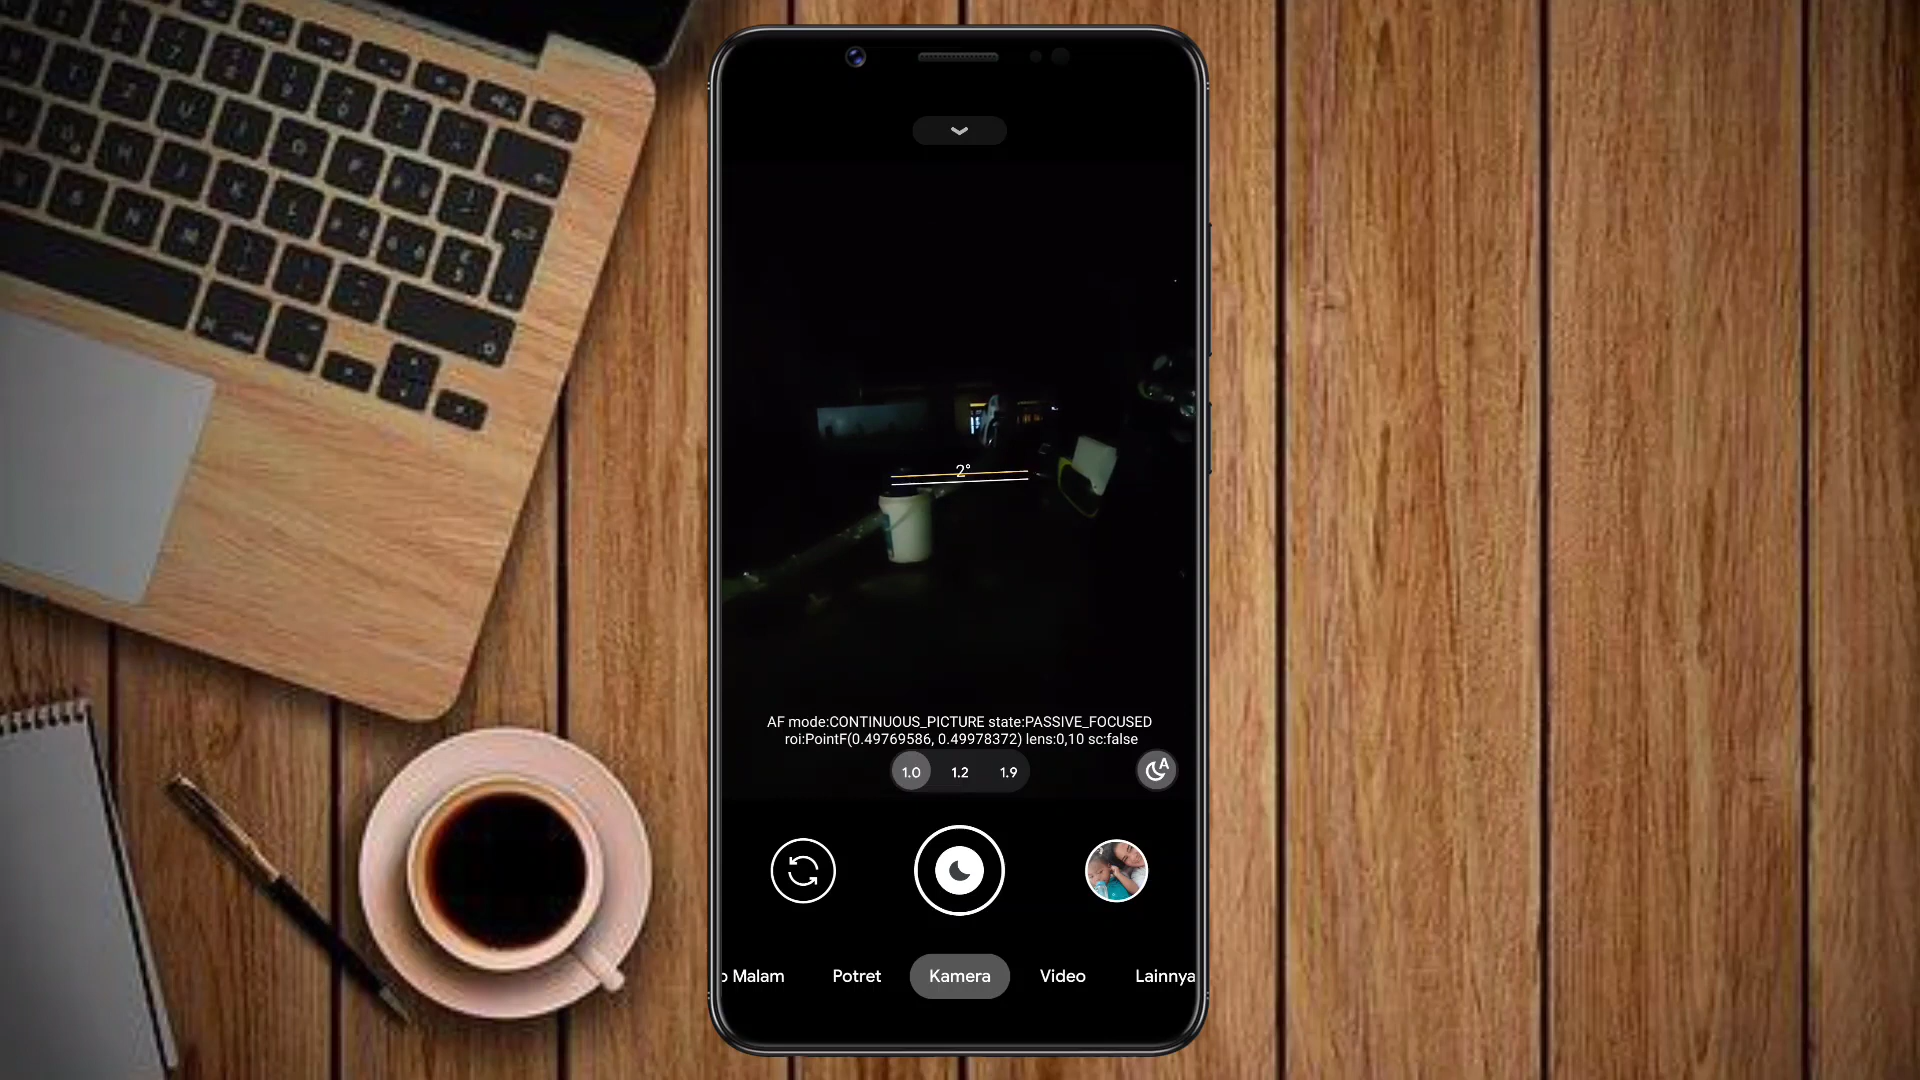 2°
AF mode:CONTINUOUS_PICTURE state:PASSIVE_FOCUSED
roi:PointF(0.49769586, 0.49978372) lens:0,10 sc:false
1.0 1.2 1.9
A
Malam Potret Kamera Video Lainnya